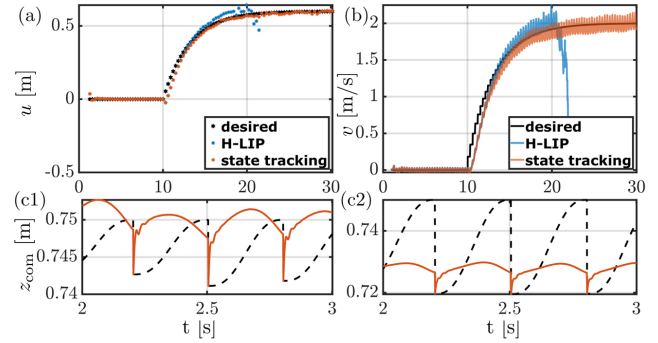 (a)
0.5
0
-0.5
u [m]
desired
H-LIP
state tracking
0 10 20 30
(b)
2
1.5
1
0.5
0
v [m/s]
desired
H-LIP
state tracking
0 10 20 30
(c1)
0.75
0.745
0.74
z_com [m]
2 2.5 3
t [s]
(c2)
0.74
0.72
2 2.5 3
t [s]